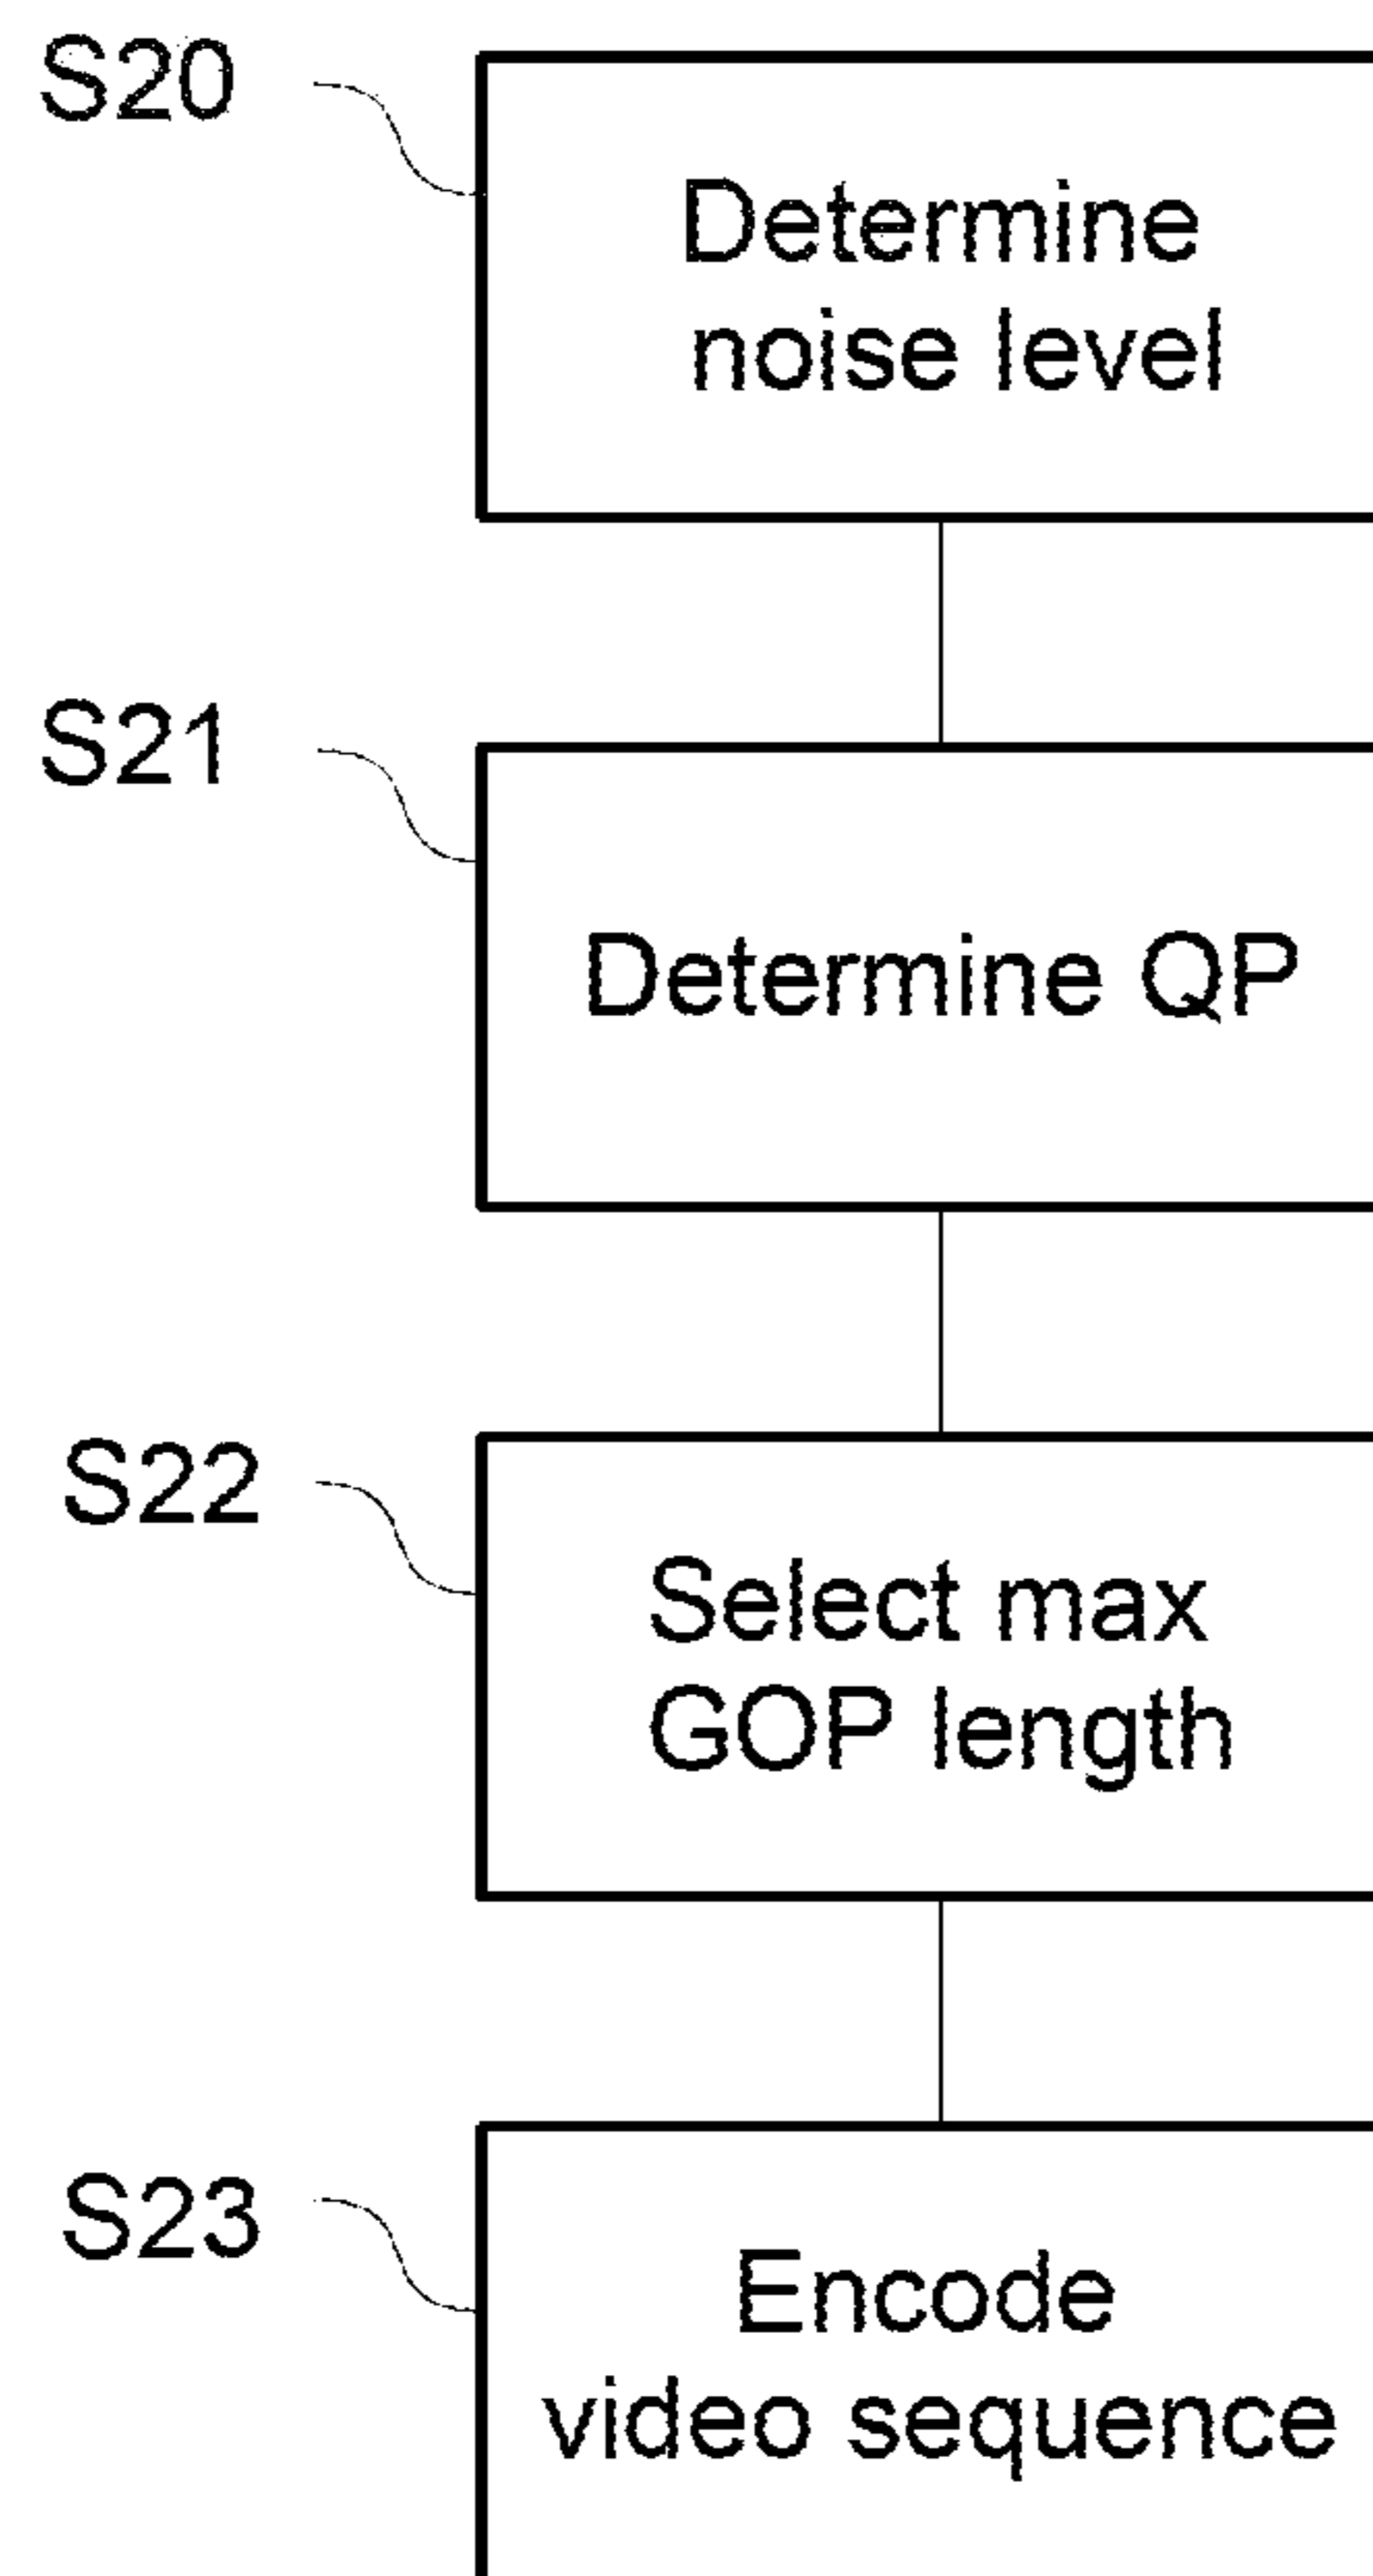 S20
Determine
noise level
S21
Determine QP
S22
Select max
GOP length
S23
Encode
video sequence